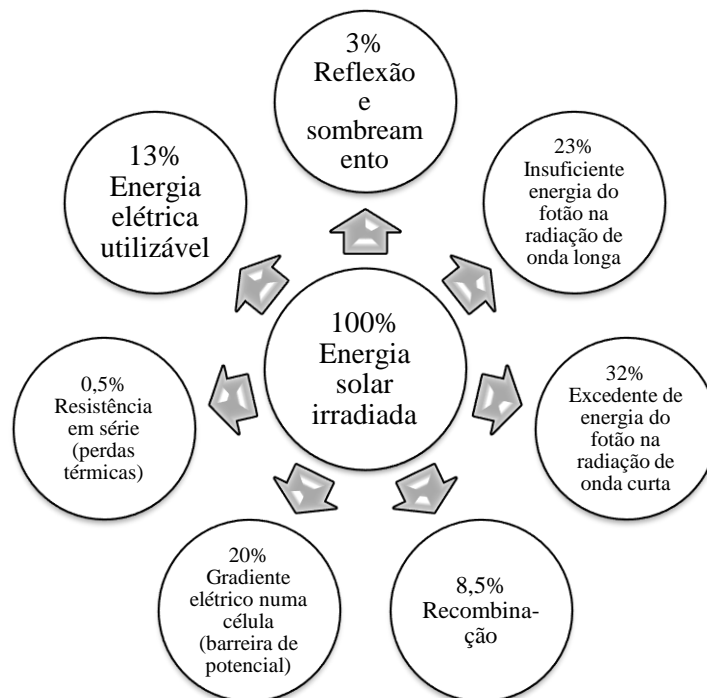 3%
Reflexão
e
sombream
ento
13%
Energia
elétrica
utilizável
23%
Insuficiente
energia do
fotão na
radiação de
onda longa
100%
Energia
solar
irradiada
0,5%
Resistência
em série
(perdas
térmicas)
32%
Excedente de
energia do
fotão na
radiação de
onda curta
20%
Gradiente
elétrico numa
célula
(barreira de
potencial)
8,5%
Recombina-
ção